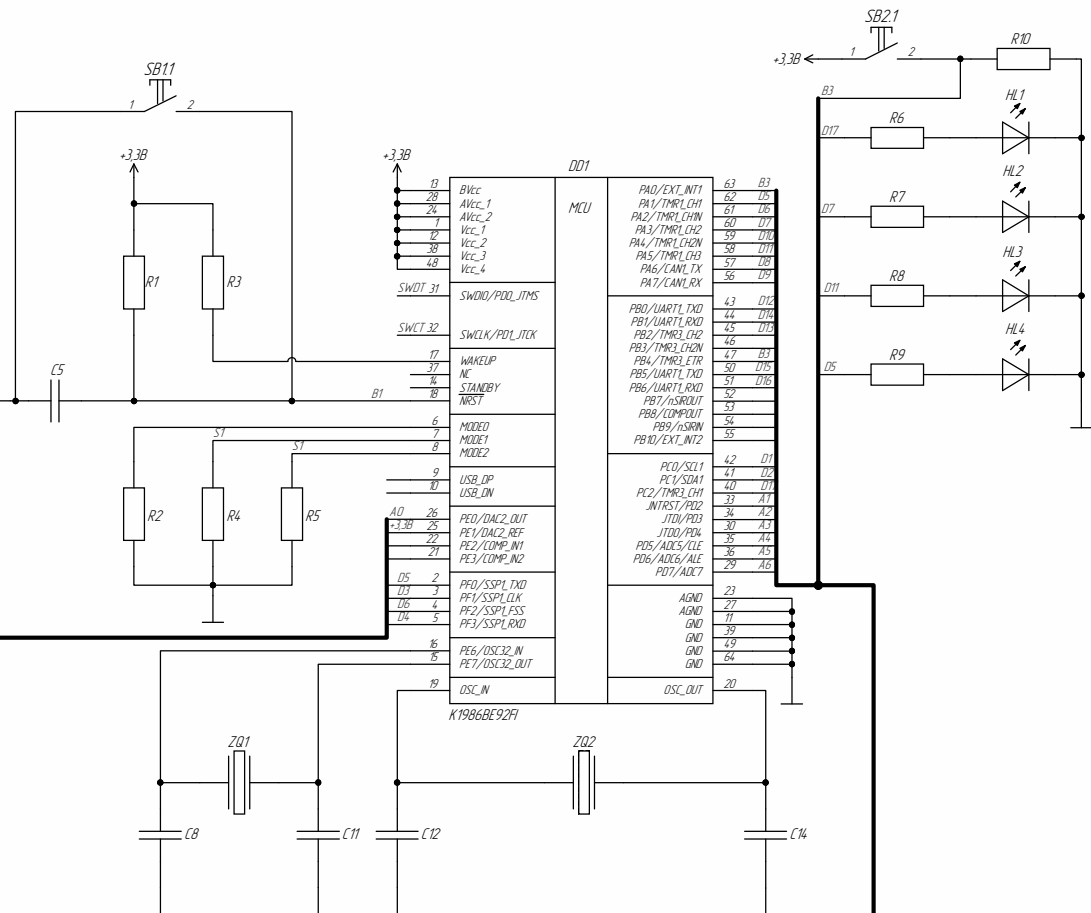 SB2.1
+3,3В
1
2
R10
SB1.1
1
2
B3
HL1
D17
R6
HL2
D7
R7
HL3
D11
R8
HL4
D5
R9
+3,3В
+3,3В
DD1
MCU
R1
R3
C5
B1
13 BVcc
28 AVcc_1
24 AVcc_2
1 Vcc_1
12 Vcc_2
38 Vcc_3
48 Vcc_4
SWDT 31 SWDIO/PD0_JTMS
SWCT 32 SWCLK/PD1_JTCK
17 WAKEUP
37 NC
14 STANDBY
18 NRST
6 MODE0
S1 7 MODE1
S1 8 MODE2
9 USB_DP
10 USB_DN
A0 26 PE0/DAC2_OUT
+3,3В 25 PE1/DAC2_REF
22 PE2/COMP_IN1
21 PE3/COMP_IN2
D5 2 PF0/SSP1_TXD
D3 3 PF1/SSP1_CLK
D6 4 PF2/SSP1_FSS
D4 5 PF3/SSP1_RXD
16 PE6/OSC32_IN
15 PE7/OSC32_OUT
19 OSC_IN
PA0/EXT_INT1 63 B3
PA1/TMR1_CH1 62 D5
PA2/TMR1_CH1N 61 D6
PA3/TMR1_CH2 60 D7
PA4/TMR1_CH2N 59 D10
PA5/TMR1_CH3 58 D11
PA6/CAN1_TX 57 D8
PA7/CAN1_RX 56 D9
PB0/UART1_TXD 43 D12
PB1/UART1_RXD 44 D14
PB2/TMR3_CH2 45 D13
PB3/TMR3_CH2N 46
PB4/TMR3_ETR 47 B3
PB5/UART1_TXD 50 D15
PB6/UART1_RXD 51 D16
PB7/nSIROUT 52
PB8/COMPOUT 53
PB9/nSIRIN 54
PB10/EXT_INT2 55
PC0/SCL1 42 D1
PC1/SDA1 41 D2
PC2/TMR3_CH1 40
JNTRST/PD2 33 A1
JTDI/PD3 34 A2
JTDO/PD4 30 A3
PD5/ADC5/CLE 35 A4
PD6/ADC6/ALE 36 A5
PD7/ADC7 29 A6
AGND 23
AGND 27
GND 11
GND 39
GND 49
GND 64
OSC_OUT 20
R2
R4
R5
K1986BE92FI
ZQ1
ZQ2
C8
C11
C12
C14